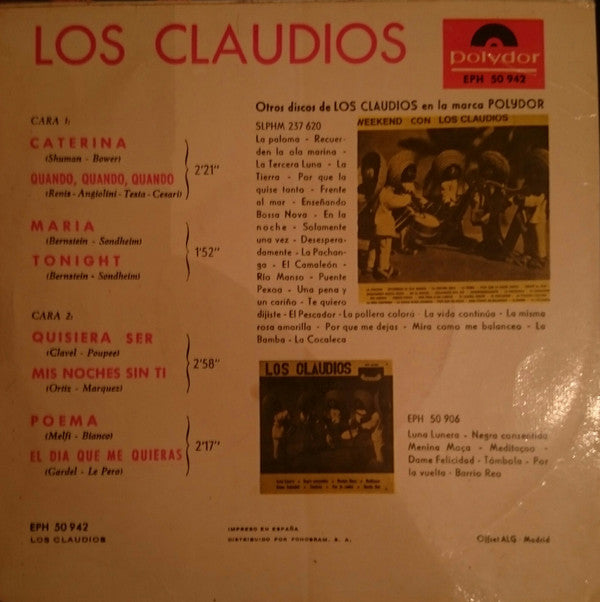 LOS CLAUDIOS
polydor
EPH 50 942
CARA 1:
CATERINA
(Shuman - Bower)
QUANDO, QUANDO, QUANDO
(Renis - Angiolini - Testa - Cesari)
2'21"
MARIA
(Bernstein - Sondheim)
TONIGHT
(Bernstein - Sondheim)
1'52"
CARA 2:
QUISIERA SER
(Clavel - Poupee)
MIS NOCHES SIN TI
(Ortiz - Marquez)
2'58"
POEMA
(Melfi - Bianco)
EL DIA QUE ME QUIERAS
(Gardel - Le Pera)
2'17"
Otros discos de LOS CLAUDIOS en la marca POLYDOR
SLPHM 237 620
La paloma - Recuer-
den la ola marina -
La Tercera Luna - La
Tierra - Por que la
quise tanto - Frente
al mar - Enseñando
Bossa Nova - En la
noche - Solamente
una vez - Desespera-
damente - La Pachan-
ga - El Camaleón -
Río Manso - Puente
Pexoa - Una pena y
un cariño - Te quiero
dijiste - El Pescador - La pollera colorá - La vida continúa - La misma
rosa amarilla - Por que me dejas - Mira como me balanceo - La
Bamba - La Cocaleca
WEEKEND CON LOS CLAUDIOS
LOS CLAUDIOS
EPH 50 906
Luna Lunera - Negra consentida
Menina Moça - Meditaçao -
Dame Felicidad - Tómbola - Por
la vuelta - Barrio Reo
EPH 50 942
LOS CLAUDIOS
IMPRESO EN ESPAÑA
DISTRIBUIDO POR FONOGRAM, S. A.
Offset ALG - Madrid